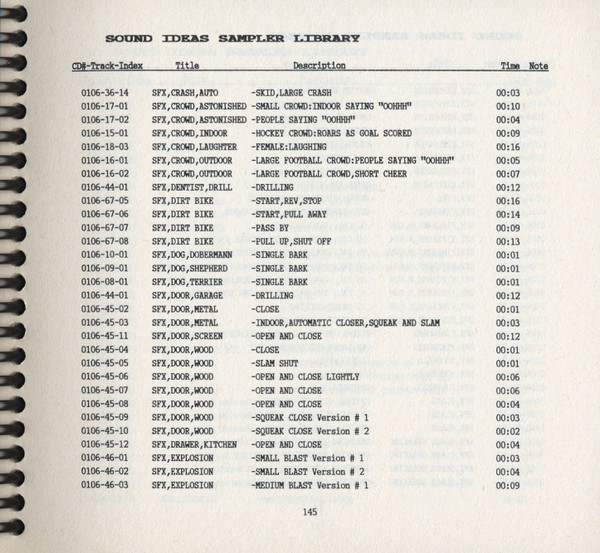 SOUND IDEAS SAMPLER LIBRARY
CD#-Track-Index Title Description Time Note
0106-36-14 SFX,CRASH,AUTO -SKID,LARGE CRASH 00:03
0106-17-01 SFX,CROWD,ASTONISHED -SMALL CROWD:INDOOR SAYING "OOHHH" 00:10
0106-17-02 SFX,CROWD,ASTONISHED -PEOPLE SAYING "OOHHH" 00:04
0106-15-01 SFX,CROWD,INDOOR -HOCKEY CROWD:ROARS AS GOAL SCORED 00:09
0106-18-03 SFX,CROWD,LAUGHTER -FEMALE:LAUGHING 00:16
0106-16-01 SFX,CROWD,OUTDOOR -LARGE FOOTBALL CROWD:PEOPLE SAYING "OOHHH" 00:05
0106-16-02 SFX,CROWD,OUTDOOR -LARGE FOOTBALL CROWD,SHORT CHEER 00:07
0106-44-01 SFX,DENTIST,DRILL -DRILLING 00:12
0106-67-05 SFX,DIRT BIKE -START,REV,STOP 00:16
0106-67-06 SFX,DIRT BIKE -START,PULL AWAY 00:14
0106-67-07 SFX,DIRT BIKE -PASS BY 00:09
0106-67-08 SFX,DIRT BIKE -PULL UP,SHUT OFF 00:13
0106-10-01 SFX,DOG,DOBERMANN -SINGLE BARK 00:01
0106-09-01 SFX,DOG,SHEPHERD -SINGLE BARK 00:01
0106-08-01 SFX,DOG,TERRIER -SINGLE BARK 00:01
0106-44-01 SFX,DOOR,GARAGE -DRILLING 00:12
0106-45-02 SFX,DOOR,METAL -CLOSE 00:01
0106-45-03 SFX,DOOR,METAL -INDOOR,AUTOMATIC CLOSER,SQUEAK AND SLAM 00:03
0106-45-11 SFX,DOOR,SCREEN -OPEN AND CLOSE 00:12
0106-45-04 SFX,DOOR,WOOD -CLOSE 00:01
0106-45-05 SFX,DOOR,WOOD -SLAM SHUT 00:01
0106-45-06 SFX,DOOR,WOOD -OPEN AND CLOSE LIGHTLY 00:06
0106-45-07 SFX,DOOR,WOOD -OPEN AND CLOSE 00:06
0106-45-08 SFX,DOOR,WOOD -OPEN AND CLOSE 00:04
0106-45-09 SFX,DOOR,WOOD -SQUEAK CLOSE Version # 1 00:03
0106-45-10 SFX,DOOR,WOOD -SQUEAK CLOSE Version # 2 00:02
0106-45-12 SFX,DRAWER,KITCHEN -OPEN AND CLOSE 00:04
0106-46-01 SFX,EXPLOSION -SMALL BLAST Version # 1 00:03
0106-46-02 SFX,EXPLOSION -SMALL BLAST Version # 2 00:04
0106-46-03 SFX,EXPLOSION -MEDIUM BLAST Version # 1 00:09
145